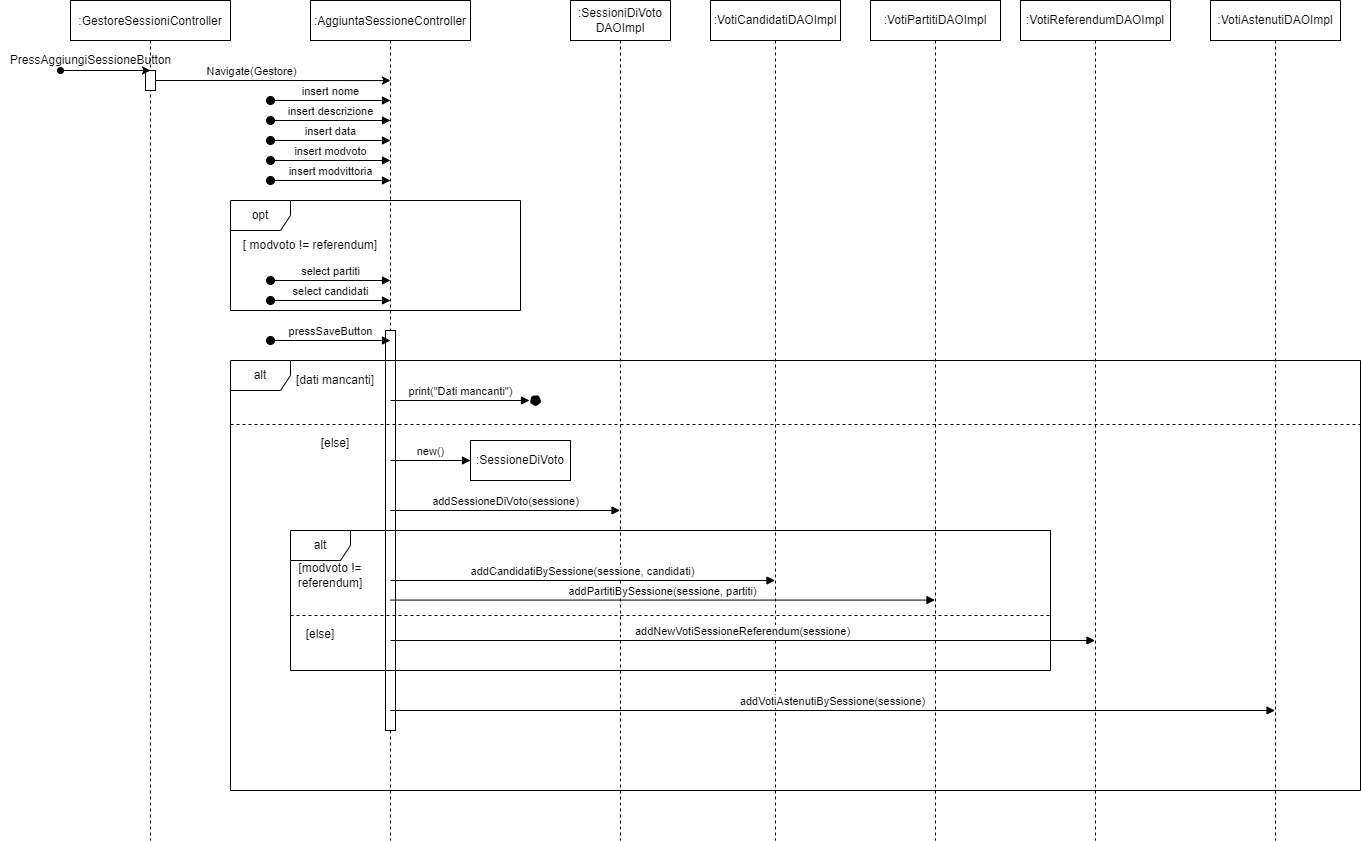 :GestoreSessioniController
:AggiuntaSessioneController
:SessioniDiVoto
DAOImpl
:VotiCandidatiDAOImpl
:VotiPartitiDAOImpl
:VotiReferendumDAOImpl
:VotiAstenutiDAOImpl
PressAggiungiSessioneButton
Navigate(Gestore)
insert nome
insert descrizione
insert data
insert modvoto
insert modvittoria
opt
[ modvoto != referendum]
select partiti
select candidati
pressSaveButton
alt
[dati mancanti]
print("Dati mancanti")
[else]
new()
:SessioneDiVoto
addSessioneDiVoto(sessione)
alt
[modvoto !=
referendum]
addCandidatiBySessione(sessione, candidati)
addPartitiBySessione(sessione, partiti)
[else]
addNewVotiSessioneReferendum(sessione)
addVotiAstenutiBySessione(sessione)